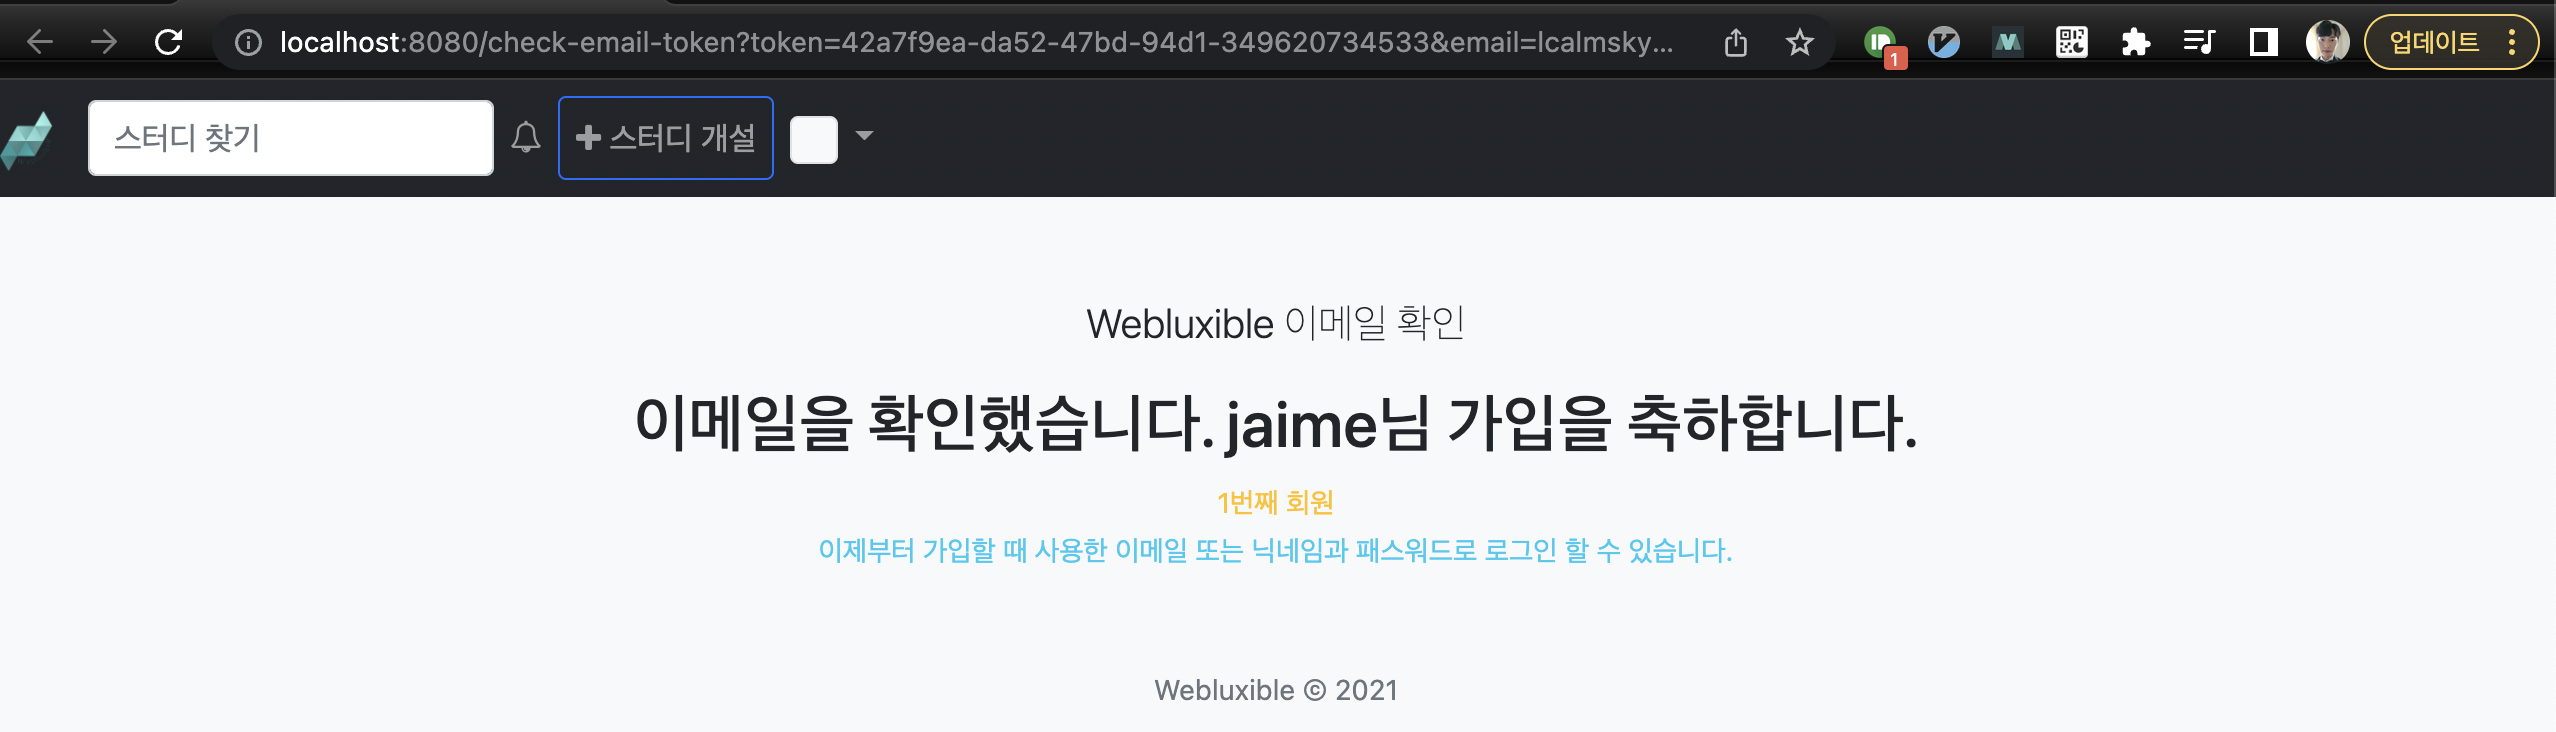 localhost:8080/check-email-token?token=42a7f9ea-da52-47bd-94d1-349620734533&email=lcalmsky...
1
업데이트
스터디 찾기
스터디 개설
Webluxible 이메일 확인
이메일을 확인했습니다. jaime님 가입을 축하합니다.
1번째 회원
이제부터 가입할 때 사용한 이메일 또는 닉네임과 패스워드로 로그인 할 수 있습니다.
Webluxible © 2021